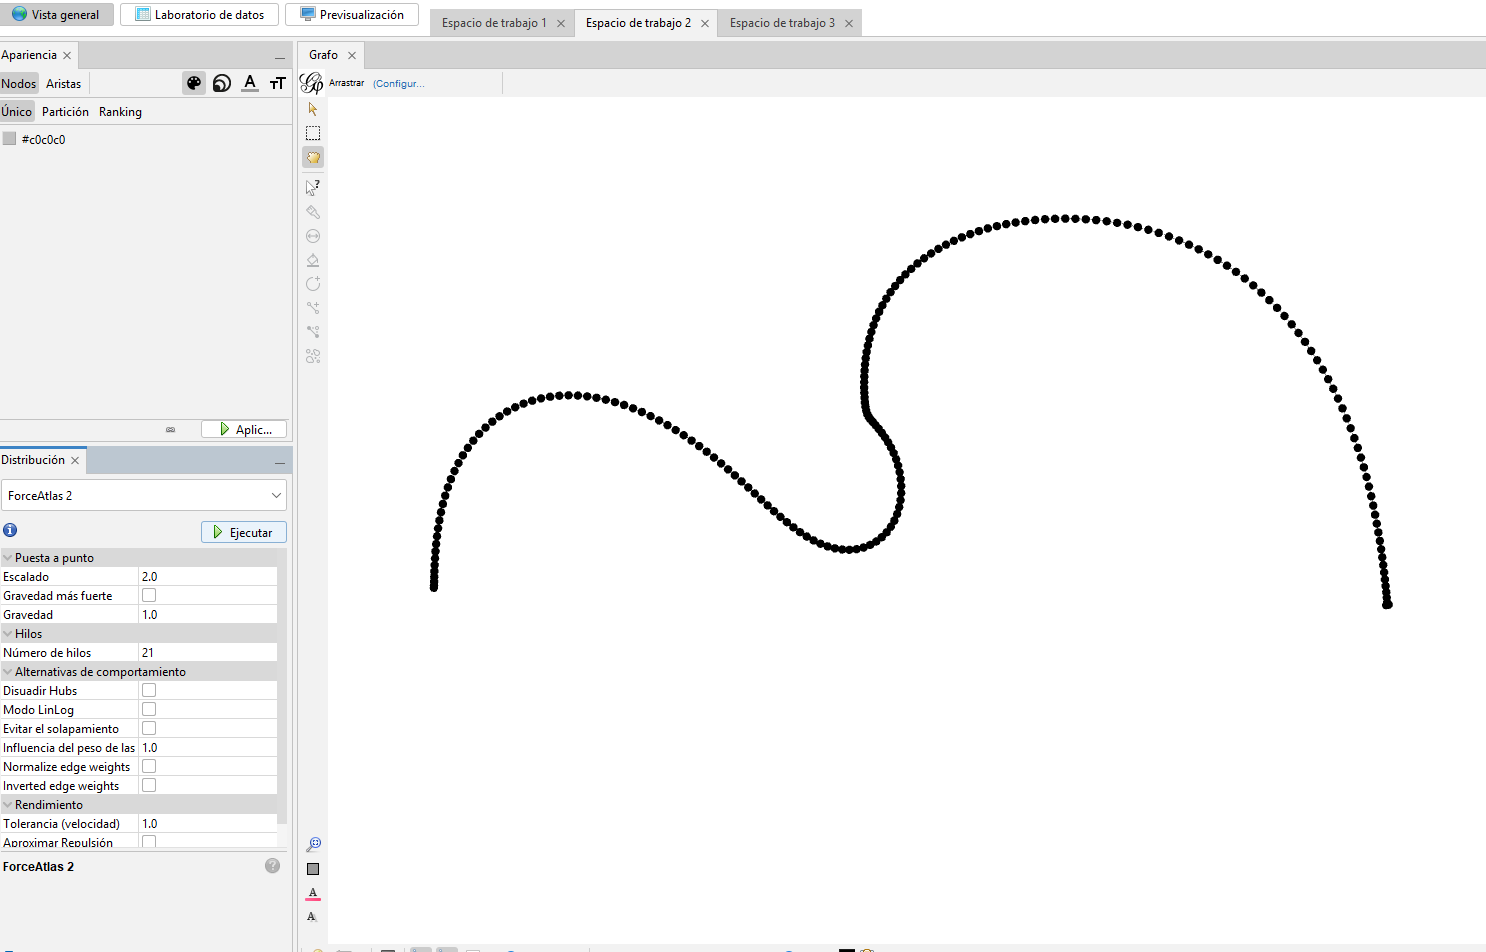 Vista general
Laboratorio de datos
Previsualización
Espacio de trabajo 1
Espacio de trabajo 2
Espacio de trabajo 3
Apariencia
Grafo
Nodos Aristas
A
TT
Arrastrar (Configur...
Único Partición Ranking
#c0c0c0
Aplic...
Distribución
ForceAtlas 2
Ejecutar
Puesta a punto
Escalado 2.0
Gravedad más fuerte
Gravedad 1.0
Hilos
Número de hilos 21
Alternativas de comportamiento
Disuadir Hubs
Modo LinLog
Evitar el solapamiento
Influencia del peso de las 1.0
Normalize edge weights
Inverted edge weights
Rendimiento
Tolerancia (velocidad) 1.0
Aproximar Repulsión
ForceAtlas 2
A
A